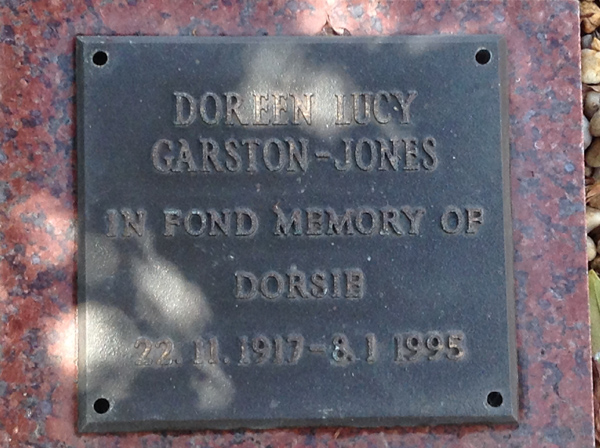 DOREEN LUCY
GARSTON-JONES
IN FOND MEMORY OF
DORSIE
22. 11. 1917-8.1 1995